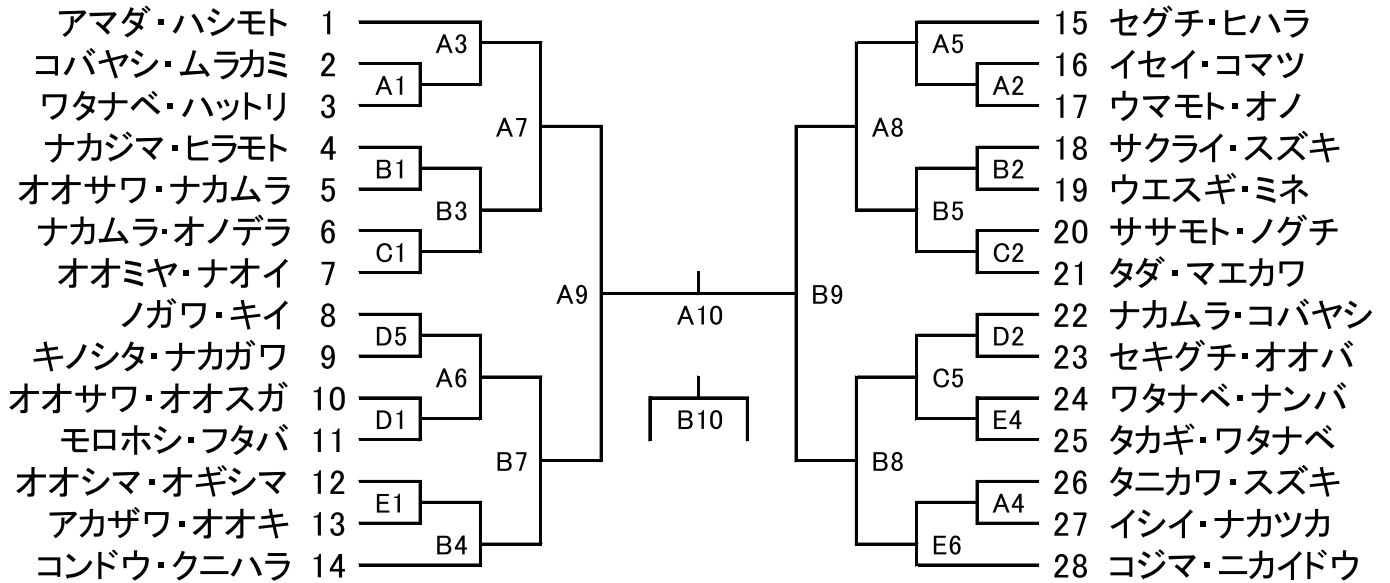 アマダ・ハシモト 1
コバヤシ・ムラカミ 2
ワタナベ・ハットリ 3
ナカジマ・ヒラモト 4
オオサワ・ナカムラ 5
ナカムラ・オノデラ 6
オオミヤ・ナオイ 7
ノガワ・キイ 8
キノシタ・ナカガワ 9
オオサワ・オオスガ 10
モロホシ・フタバ 11
オオシマ・オギシマ 12
アカザワ・オオキ 13
コンドウ・クニハラ 14
A3
A1
A7
B1
B3
C1
A9
D5
A6
D1
B7
E1
B4
A10
B10
A5
A2
A8
B2
B5
C2
B9
D2
C5
E4
B8
A4
E6
15 セグチ・ヒハラ
16 イセイ・コマツ
17 ウマモト・オノ
18 サクライ・スズキ
19 ウエスギ・ミネ
20 ササモト・ノグチ
21 タダ・マエカワ
22 ナカムラ・コバヤシ
23 セキグチ・オオバ
24 ワタナベ・ナンバ
25 タカギ・ワタナベ
26 タニカワ・スズキ
27 イシイ・ナカツカ
28 コジマ・ニカイドウ